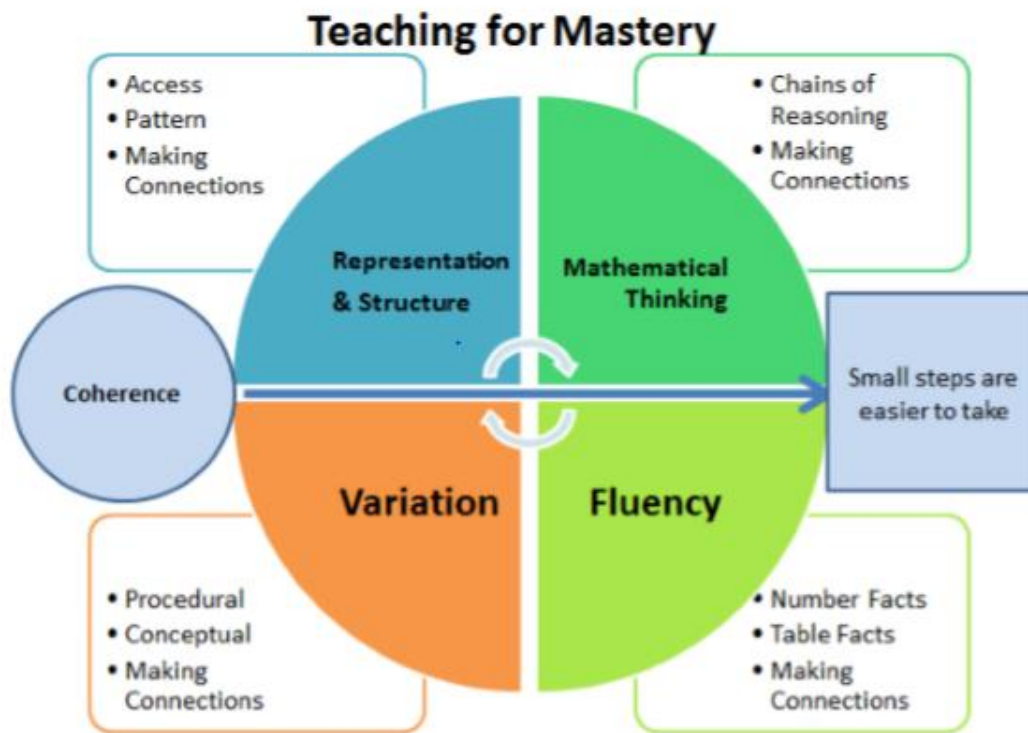 Teaching for Mastery
• Access
• Pattern
• Making
Connections
• Chains of
Reasoning
• Making
Connections
Representation
& Structure
Mathematical
Thinking
Coherence
Small steps are
easier to take
Variation
Fluency
• Procedural
• Conceptual
• Making
Connections
• Number Facts
• Table Facts
• Making
Connections